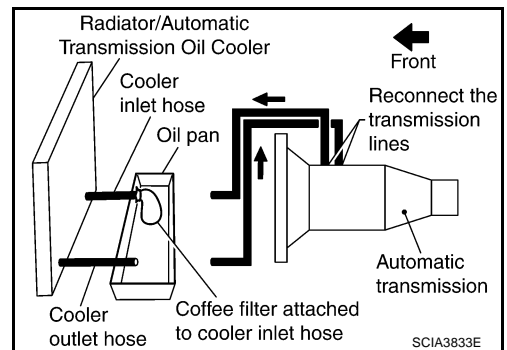 Radiator/Automatic
Transmission Oil Cooler
Front
Cooler
inlet hose
Reconnect the
transmission
lines
Oil pan
Automatic
transmission
Coffee filter attached
to cooler inlet hose
Cooler
outlet hose
SCIA3833E